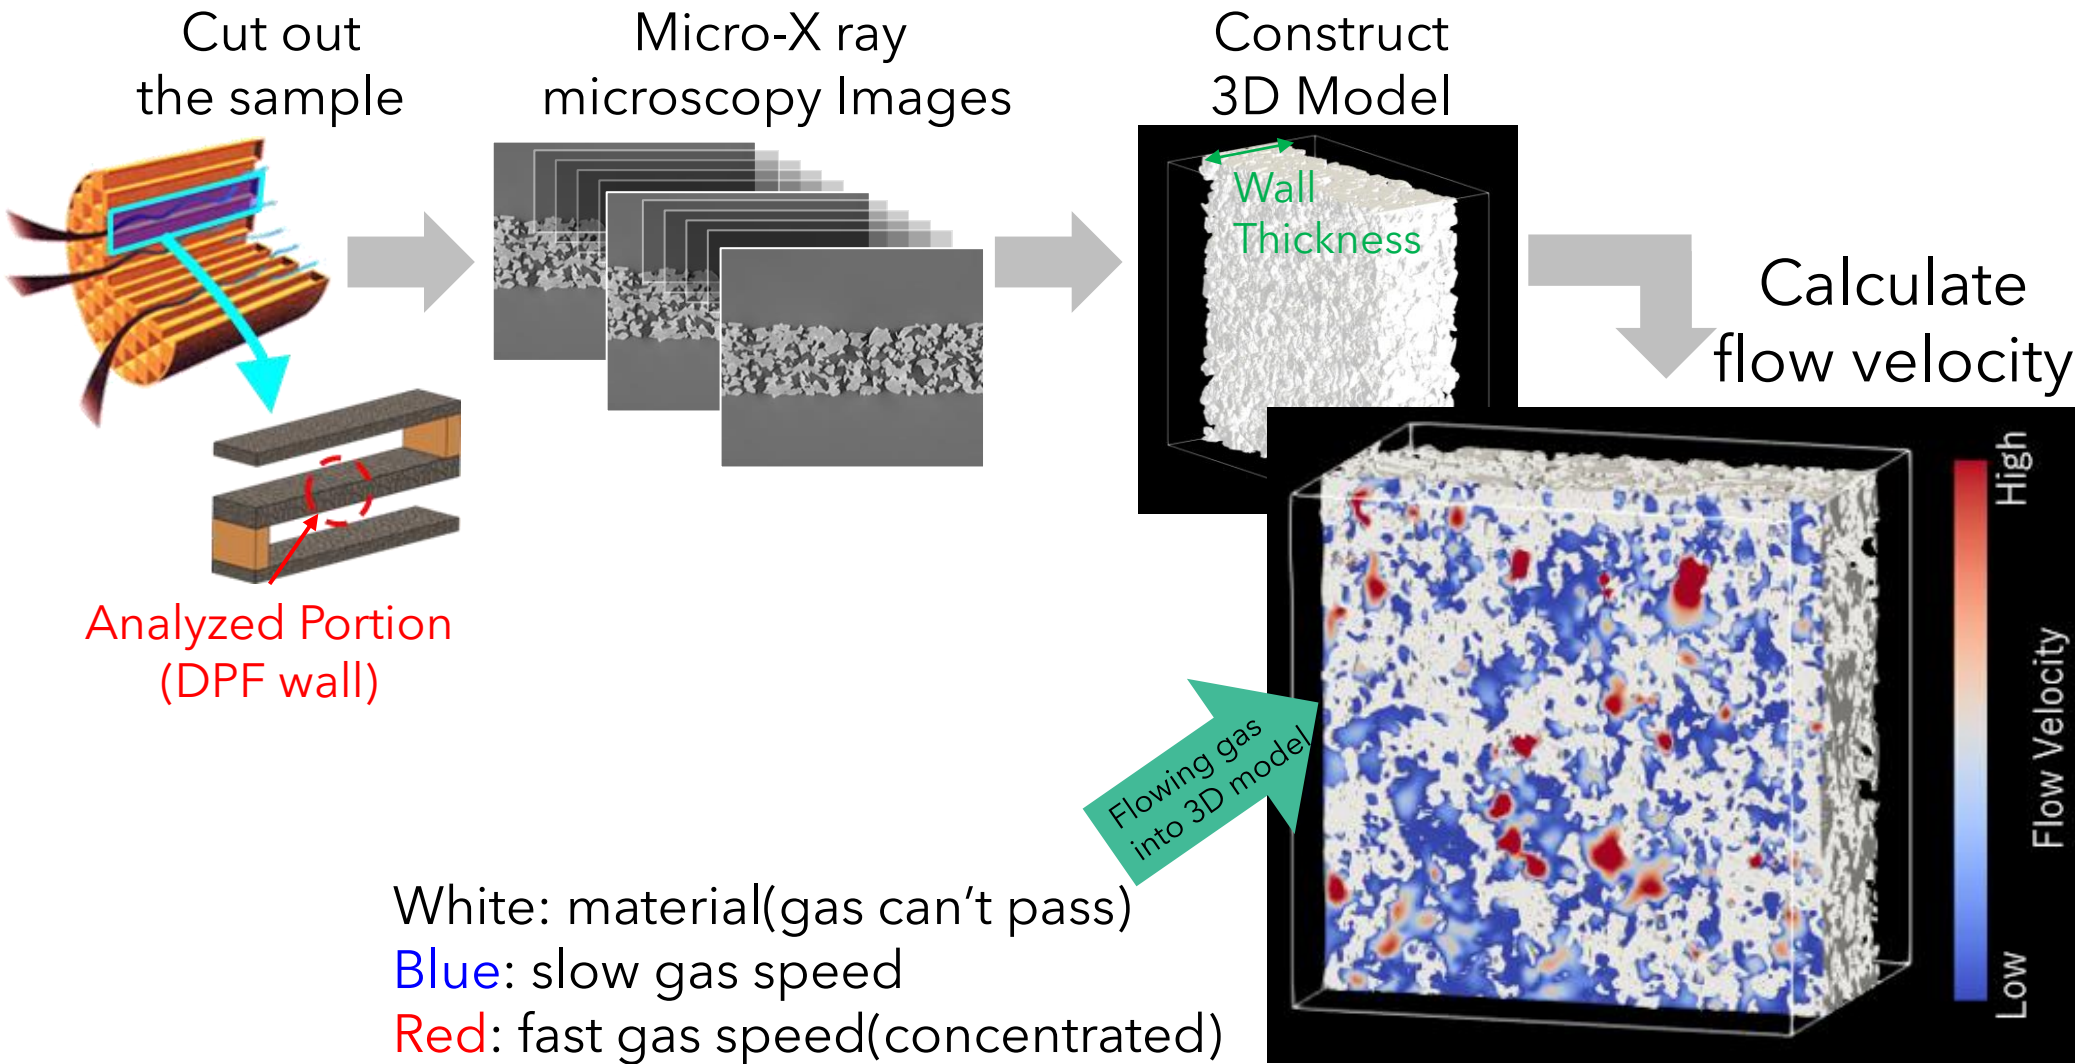 Cut out
the sample
Micro-X ray
microscopy Images
Construct
3D Model
Wall
Thickness
Calculate
flow velocity
Analyzed Portion
(DPF wall)
Flowing gas
into 3D model
High
Flow Velocity
Low
White: material(gas can’t pass)
Blue: slow gas speed
Red: fast gas speed(concentrated)